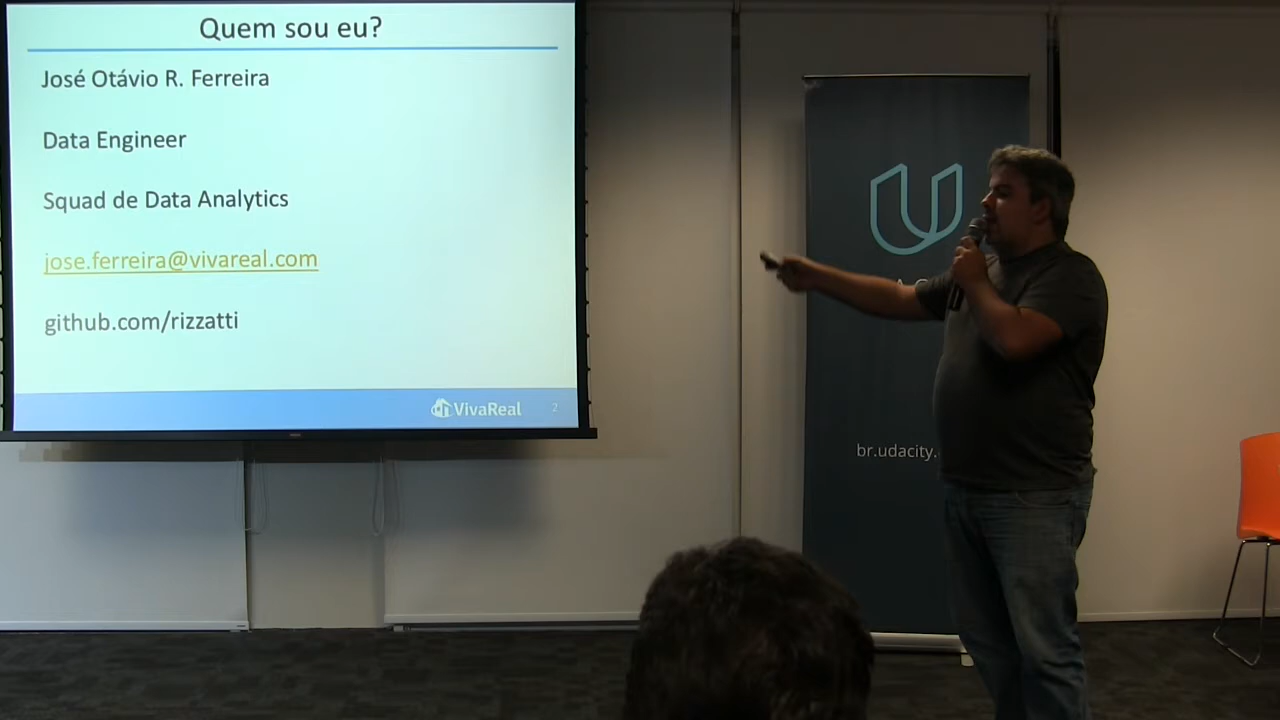 Quem sou eu?
José Otávio R. Ferreira
Data Engineer
Squad de Data Analytics
jose.ferreira@vivareal.com
github.com/rizzatti
VivaReal 2
br.udacity.